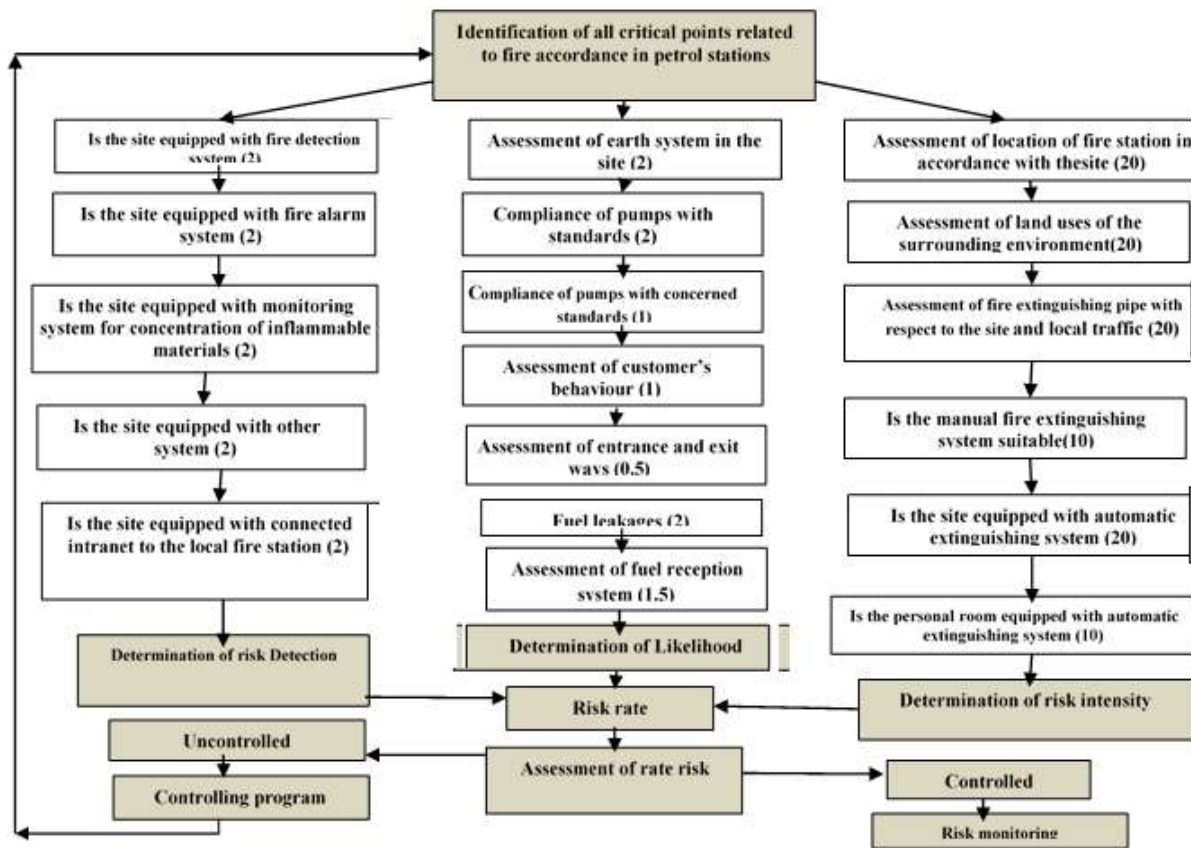 Identification of all critical points related
to fire accordance in petrol stations
Is the site equipped with fire detection
system (2)
Is the site equipped with fire alarm
system (2)
Is the site equipped with monitoring
system for concentration of inflammable
materials (2)
Is the site equipped with other
system (2)
Is the site equipped with connected
intranet to the local fire station (2)
Determination of risk Detection
Assessment of earth system in the
site (2)
Compliance of pumps with
standards (2)
Compliance of pumps with concerned
standards (1)
Assessment of customer's
behaviour (1)
Assessment of entrance and exit
ways (0.5)
Fuel leakages (2)
Assessment of fuel reception
system (1.5)
Determination of Likelihood
Assessment of location of fire station in
accordance with thesite (20)
Assessment of land uses of the
surrounding environment(20)
Assessment of fire extinguishing pipe with
respect to the site and local traffic (20)
Is the manual fire extinguishing
system suitable(10)
Is the site equipped with automatic
extinguishing system (20)
Is the personal room equipped with automatic
extinguishing system (10)
Determination of risk intensity
Risk rate
Assessment of rate risk
Uncontrolled
Controlling program
Controlled
Risk monitoring